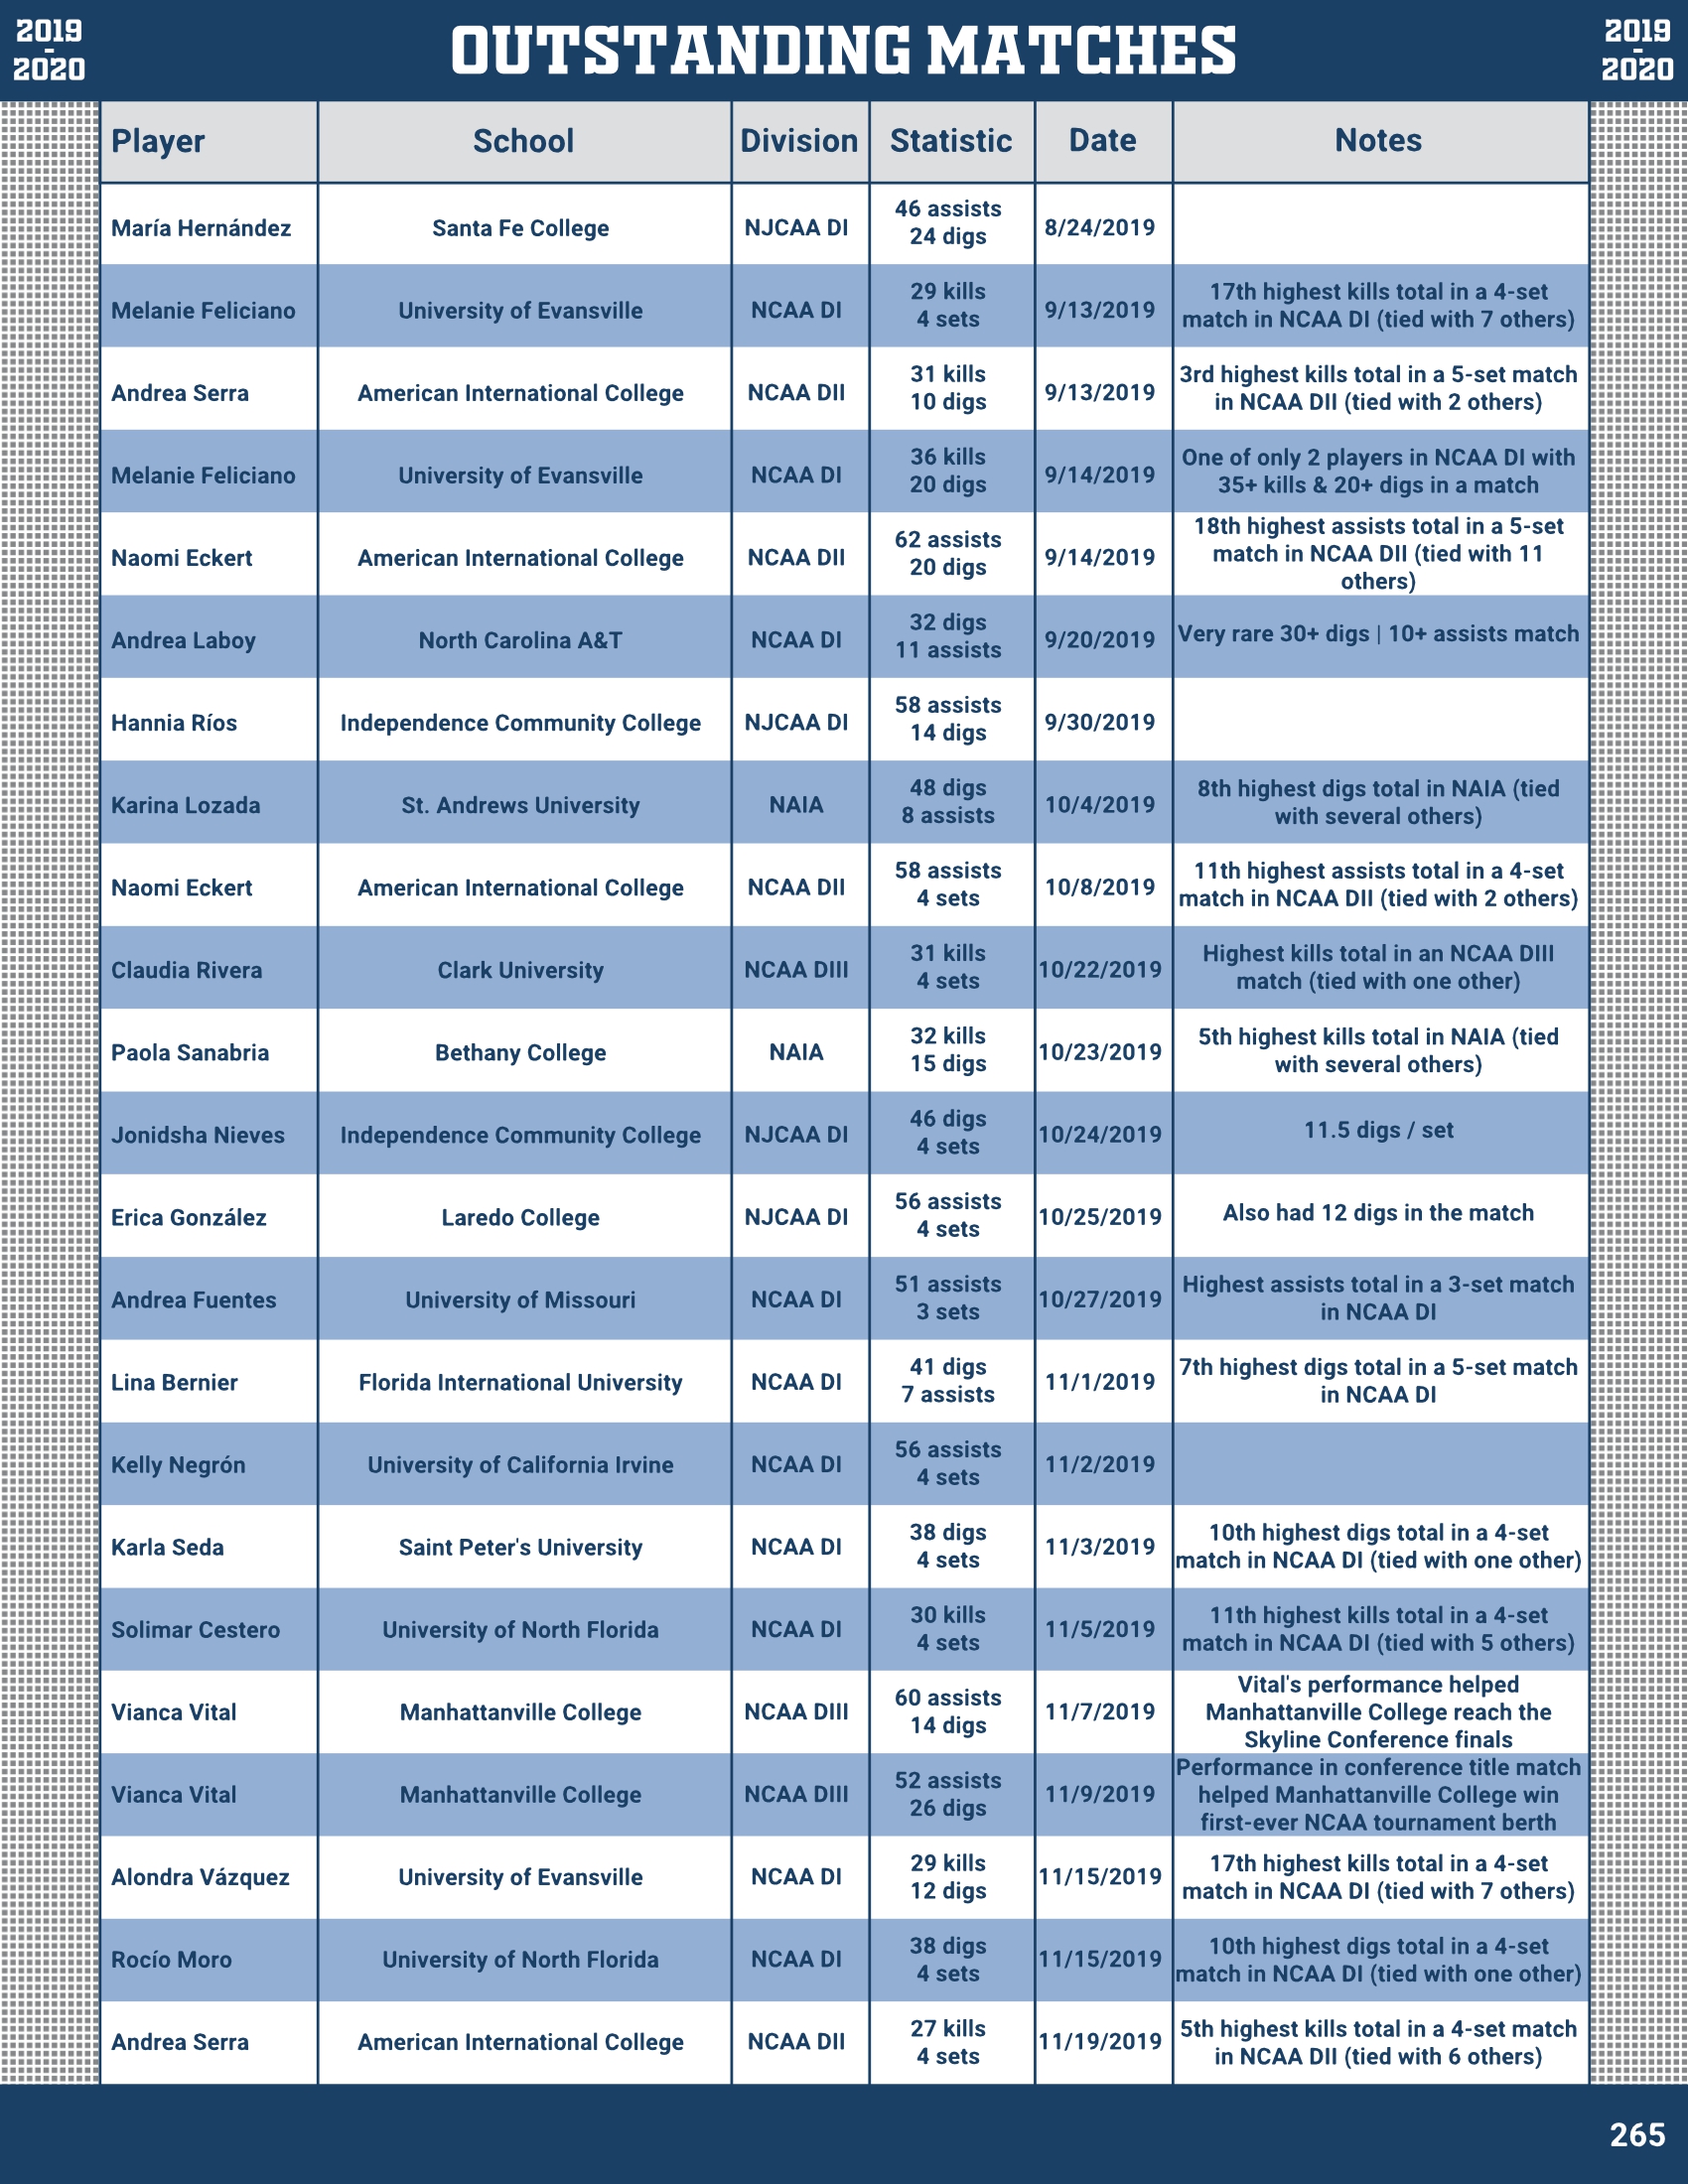 2019
-
2020
OUTSTANDING MATCHES
2019
-
2020
Player School Division Statistic Date Notes
María Hernández Santa Fe College NJCAA DI 46 assists 8/24/2019
24 digs
Melanie Feliciano University of Evansville NCAA DI 29 kills 9/13/2019 17th highest kills total in a 4-set
4 sets match in NCAA DI (tied with 7 others)
Andrea Serra American International College NCAA DII 31 kills 9/13/2019 3rd highest kills total in a 5-set match
10 digs in NCAA DII (tied with 2 others)
Melanie Feliciano University of Evansville NCAA DI 36 kills 9/14/2019 One of only 2 players in NCAA DI with
20 digs 35+ kills & 20+ digs in a match
Naomi Eckert American International College NCAA DII 62 assists 9/14/2019 18th highest assists total in a 5-set
20 digs match in NCAA DII (tied with 11
others)
Andrea Laboy North Carolina A&T NCAA DI 32 digs 9/20/2019 Very rare 30+ digs | 10+ assists match
11 assists
Hannia Ríos Independence Community College NJCAA DI 58 assists 9/30/2019
14 digs
Karina Lozada St. Andrews University NAIA 48 digs 10/4/2019 8th highest digs total in NAIA (tied
8 assists with several others)
Naomi Eckert American International College NCAA DII 58 assists 10/8/2019 11th highest assists total in a 4-set
4 sets match in NCAA DII (tied with 2 others)
Claudia Rivera Clark University NCAA DIII 31 kills 10/22/2019 Highest kills total in an NCAA DIII
4 sets match (tied with one other)
Paola Sanabria Bethany College NAIA 32 kills 10/23/2019 5th highest kills total in NAIA (tied
15 digs with several others)
Jonidsha Nieves Independence Community College NJCAA DI 46 digs 10/24/2019 11.5 digs / set
4 sets
Erica González Laredo College NJCAA DI 56 assists 10/25/2019 Also had 12 digs in the match
4 sets
Andrea Fuentes University of Missouri NCAA DI 51 assists 10/27/2019 Highest assists total in a 3-set match
3 sets in NCAA DI
Lina Bernier Florida International University NCAA DI 41 digs 11/1/2019 7th highest digs total in a 5-set match
7 assists in NCAA DI
Kelly Negrón University of California Irvine NCAA DI 56 assists 11/2/2019
4 sets
Karla Seda Saint Peter's University NCAA DI 38 digs 11/3/2019 10th highest digs total in a 4-set
4 sets match in NCAA DI (tied with one other)
Solimar Cestero University of North Florida NCAA DI 30 kills 11/5/2019 11th highest kills total in a 4-set
4 sets match in NCAA DI (tied with 5 others)
Vianca Vital Manhattanville College NCAA DIII 60 assists 11/7/2019 Vital's performance helped
14 digs Manhattanville College reach the
Skyline Conference finals
Vianca Vital Manhattanville College NCAA DIII 52 assists 11/9/2019 Performance in conference title match
26 digs helped Manhattanville College win
first-ever NCAA tournament berth
Alondra Vázquez University of Evansville NCAA DI 29 kills 11/15/2019 17th highest kills total in a 4-set
12 digs match in NCAA DI (tied with 7 others)
Rocío Moro University of North Florida NCAA DI 38 digs 11/15/2019 10th highest digs total in a 4-set
4 sets match in NCAA DI (tied with one other)
Andrea Serra American International College NCAA DII 27 kills 11/19/2019 5th highest kills total in a 4-set match
4 sets in NCAA DII (tied with 6 others)
265